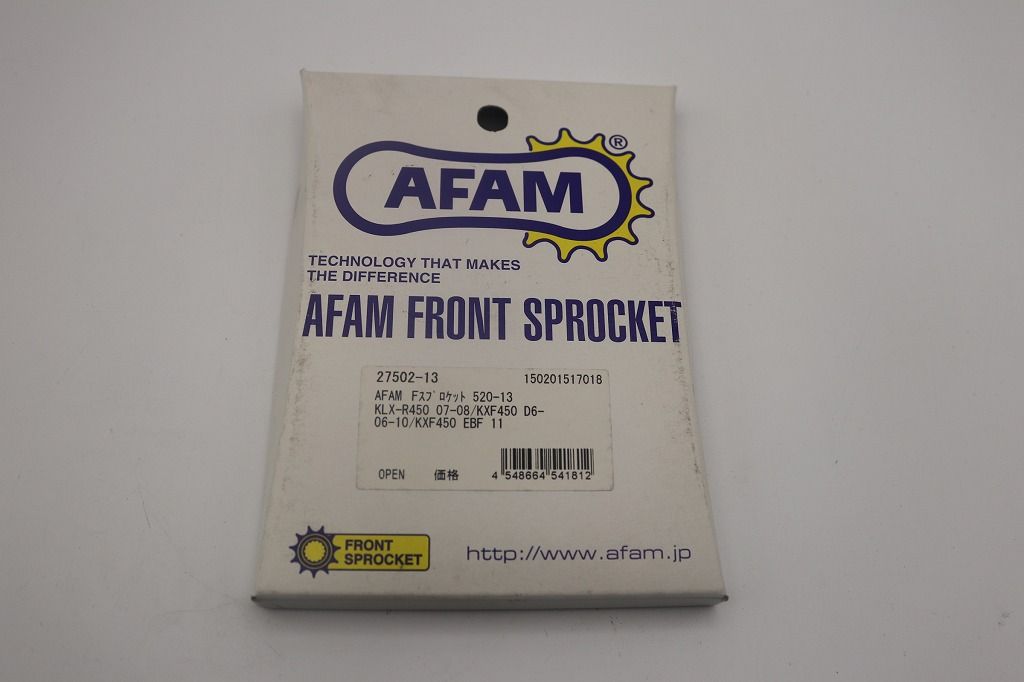 AFAM®
TECHNOLOGY THAT MAKES
THE DIFFERENCE
AFAM FRONT SPROCKET
27502-13 150201517018
AFAM Fｽﾌﾟﾛｹｯﾄ 520-13
KLX-R450 07-08/KXF450 D6-
06-10/KXF450 EBF 11
OPEN 価格 4 548664 541812
FRONT
SPROCKET
http://www.afam.jp